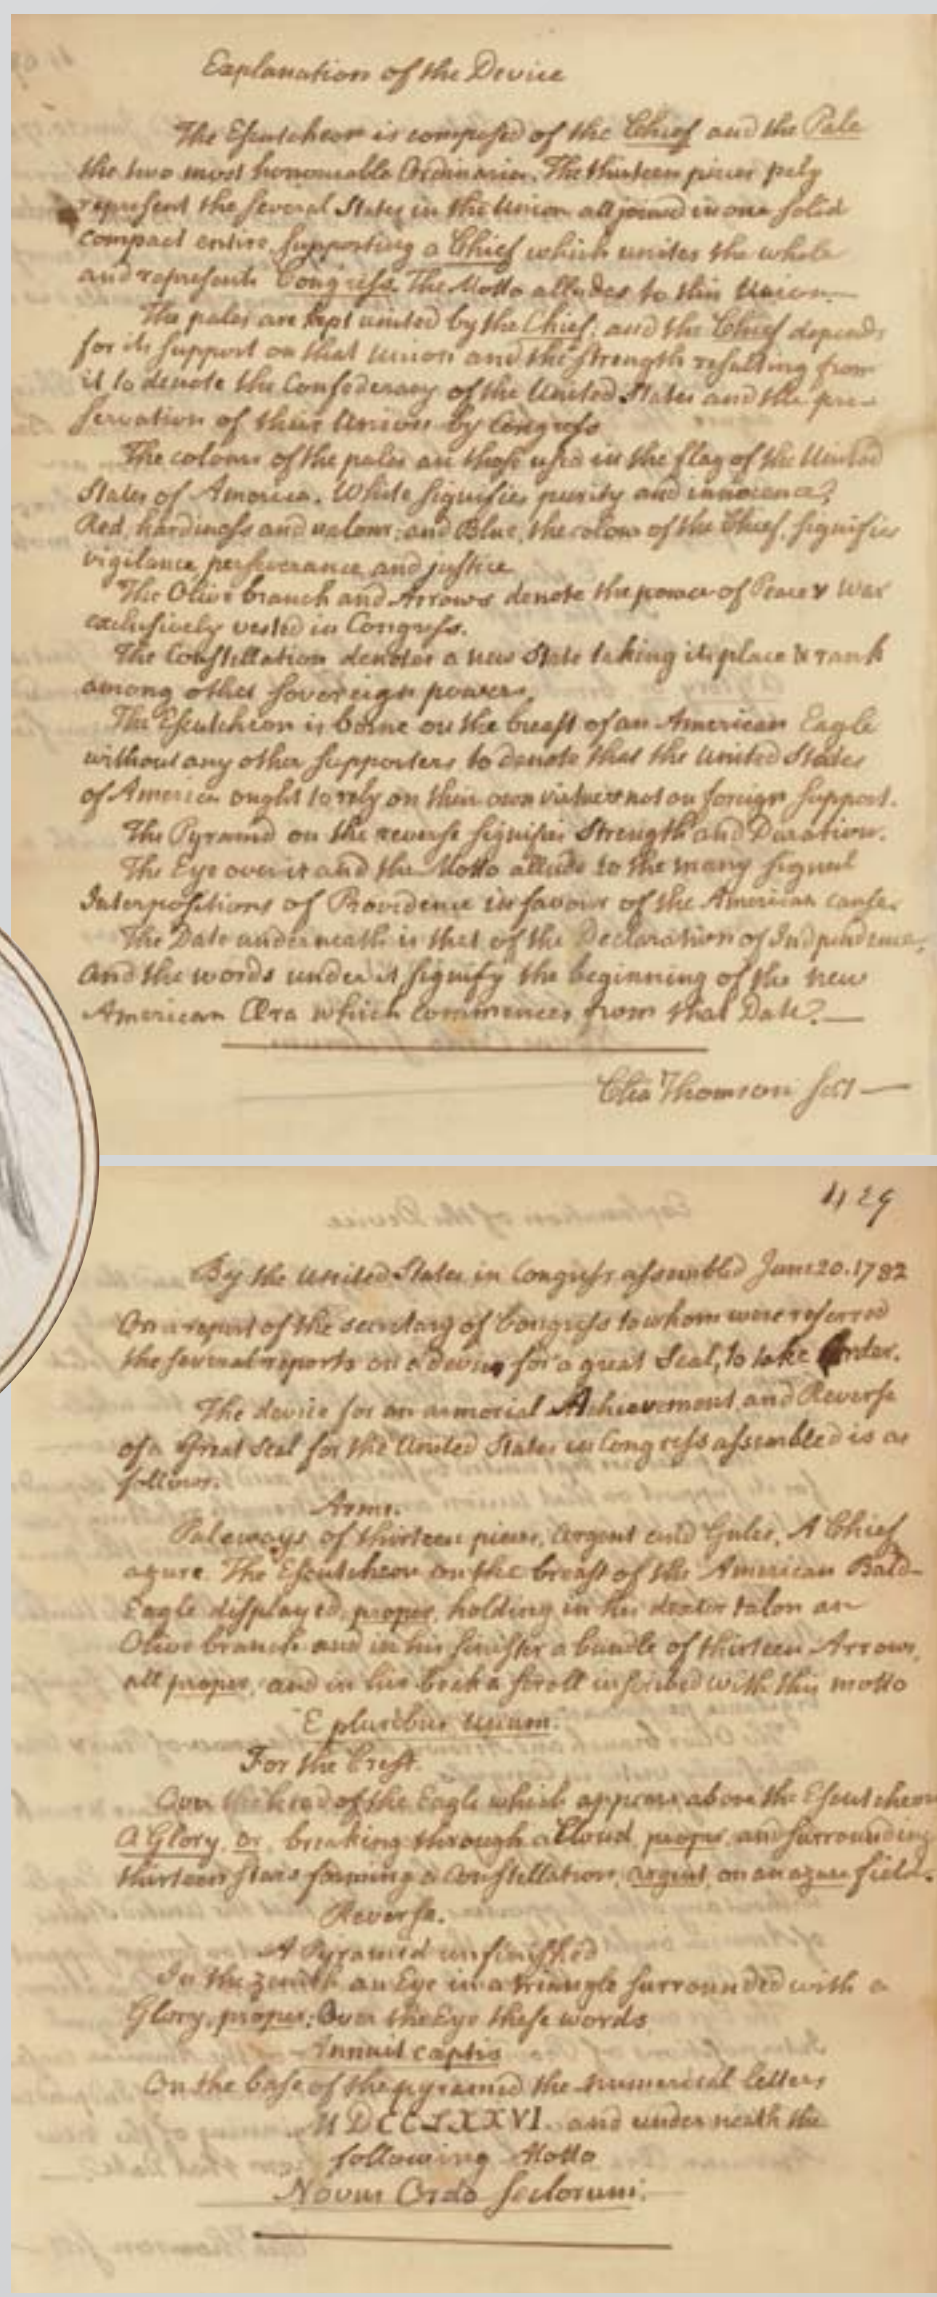 Explanation of the Device
The Escutcheon is composed of the Chief and the Pale
the two most honourable Ordinaries. The thirteen pieces paly
represent the several States in the Union all joined in one solid
compact entire, supporting a Chief which unites the whole
and represents Congress. The Motto alludes to this Union.
The pales are kept united by the Chief; and the Chief depends
for its support on that Union and the strength resulting from
it to denote the Confederacy of the United States and the pre-
servation of their Union by Congress
The colours of the pales are those used in the flag of the United
States of America. White signifies purity and innocence,
Red, hardiness and valour, and Blue, the colour of the Chief, signifies
vigilance perseverance and justice
The Olive branch and Arrows denote the power of Peace & War
exclusively vested in Congress.
The Constellation denotes a new State taking its place & rank
among other sovereign powers.
The Escutcheon is borne on the breast of an American Eagle
without any other supporters to denote that the United States
of America ought to rely on their own virtue & not on foreign support.
The Pyramid on the reverse signifies Strength and Duration.
The Eye over it and the Motto allude to the many signal
Interpositions of Providence in favour of the American cause.
The Date underneath is that of the Declaration of Independence,
and the words under it signify the beginning of the new
American Æra which commences from that Date.
Cha Thomson secy
429
By the United States in Congress assembled June 20. 1782
On a report of the secretary of Congress to whom were referred
the several reports on a device for a great Seal, to take Order.
The device for an armorial Achievement and Reverse
of a Great Seal for the United States in Congress assembled is as
follows.
Arms.
Paleways of thirteen pieces, Argent and Gules, A Chief
azure. The Escutcheon on the breast of the American Bald-
Eagle displayed, proper, holding in his dexter talon an
Olive branch and in his sinister a bundle of thirteen Arrows,
all proper, and in his beak a scroll inscribed with this motto
E pluribus Unum.
For the Crest.
Over the head of the Eagle which appears above the Escutcheon
A Glory, Or, breaking through a Cloud, proper, and surrounding
thirteen stars forming a Constellation, argent, on an azure field.
Reverse.
A Pyramid unfinished
In the zenith an Eye in a triangle surrounded with a
Glory, proper; Over the Eye these words
Annuit cœptis
On the base of the pyramid the numerical letters
MDCCLXXVI and underneath the
following Motto
Novus Ordo seclorum.